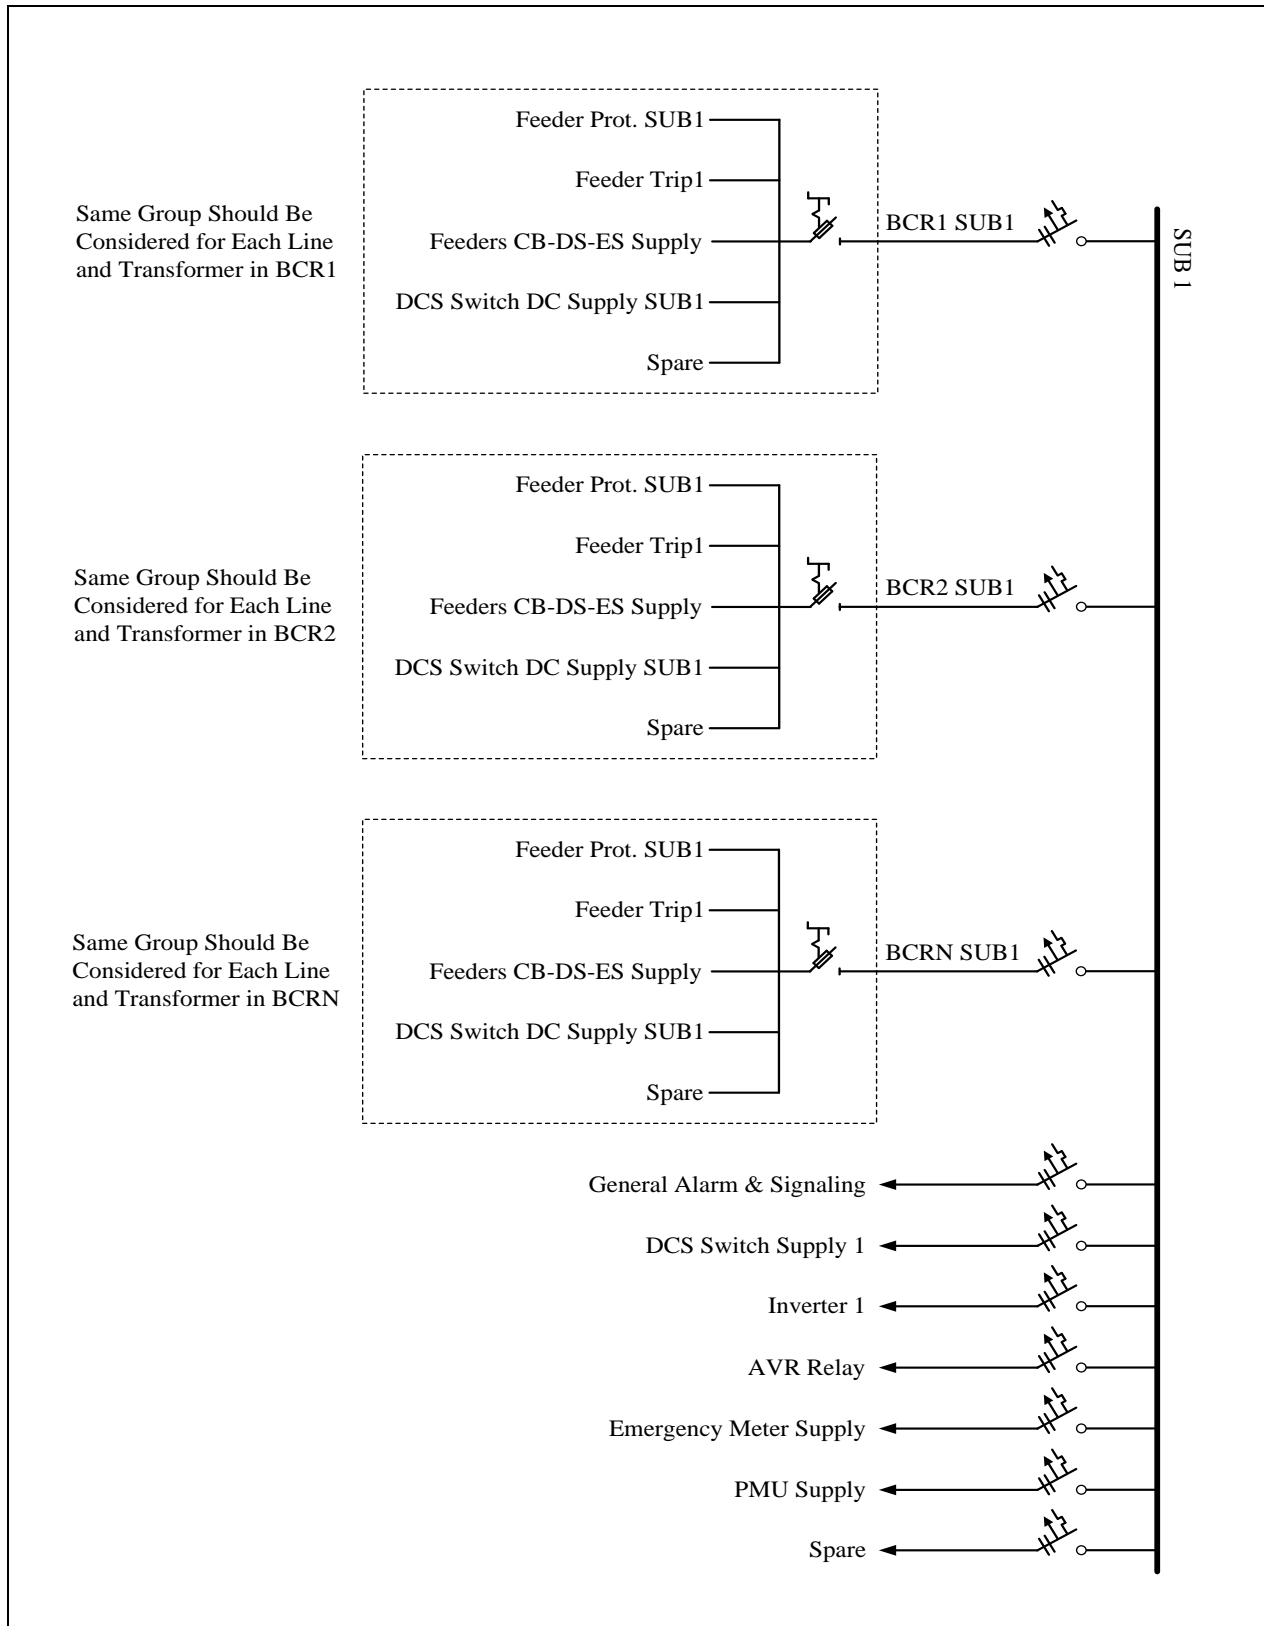 Feeder Prot. SUB1
Feeder Trip1
Same Group Should Be
Considered for Each Line
and Transformer in BCR1
Feeders CB-DS-ES Supply
BCR1 SUB1
SUB 1
DCS Switch DC Supply SUB1
Spare
Feeder Prot. SUB1
Feeder Trip1
Same Group Should Be
Considered for Each Line
and Transformer in BCR2
Feeders CB-DS-ES Supply
BCR2 SUB1
DCS Switch DC Supply SUB1
Spare
Feeder Prot. SUB1
Feeder Trip1
Same Group Should Be
Considered for Each Line
and Transformer in BCRN
Feeders CB-DS-ES Supply
BCRN SUB1
DCS Switch DC Supply SUB1
Spare
General Alarm & Signaling
DCS Switch Supply 1
Inverter 1
AVR Relay
Emergency Meter Supply
PMU Supply
Spare